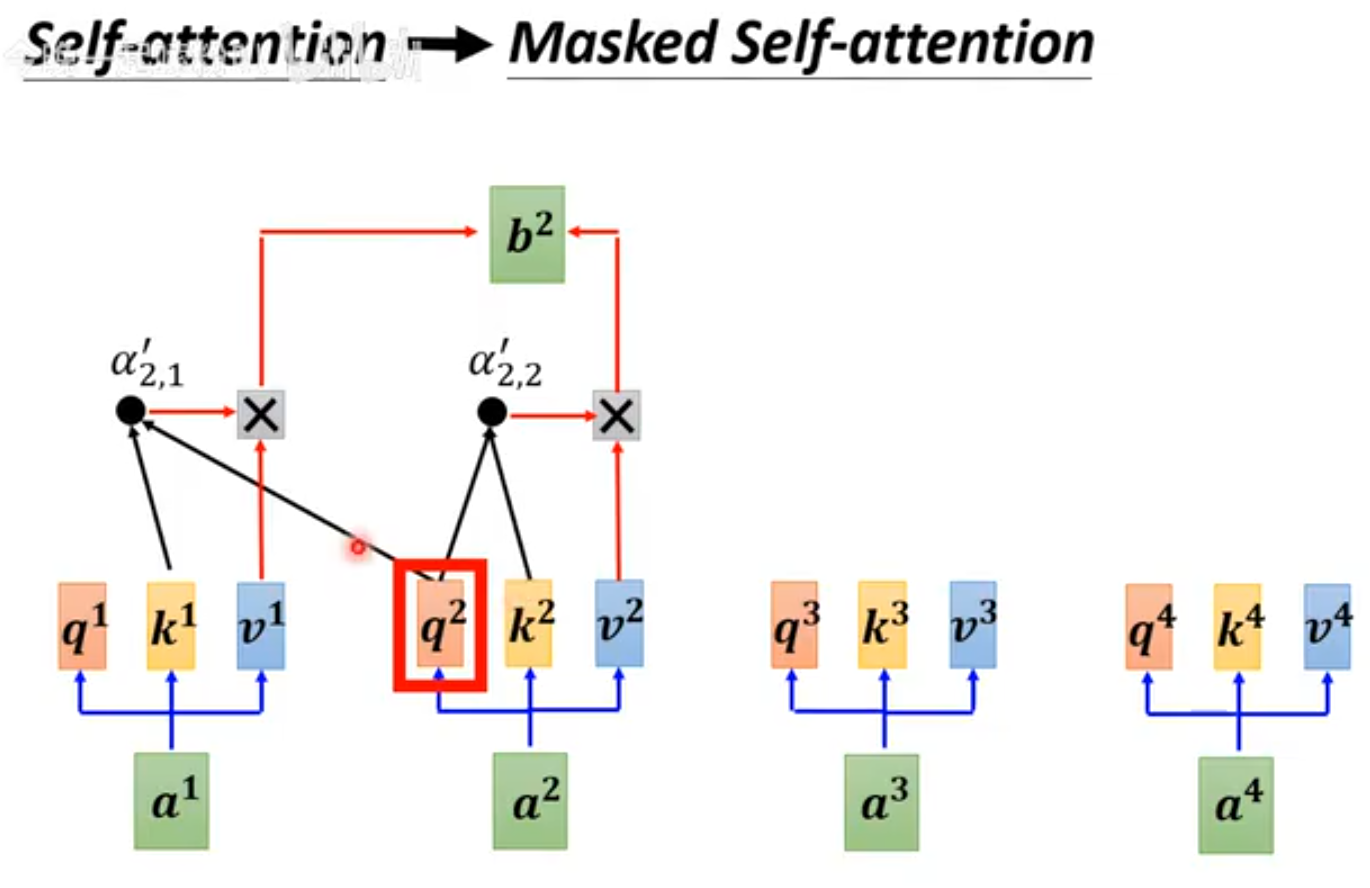 Self-attention → Masked Self-attention
b²
α′₂,₁ α′₂,₂
q¹ k¹ v¹ q² k² v² q³ k³ v³ q⁴ k⁴ v⁴
a¹ a² a³ a⁴